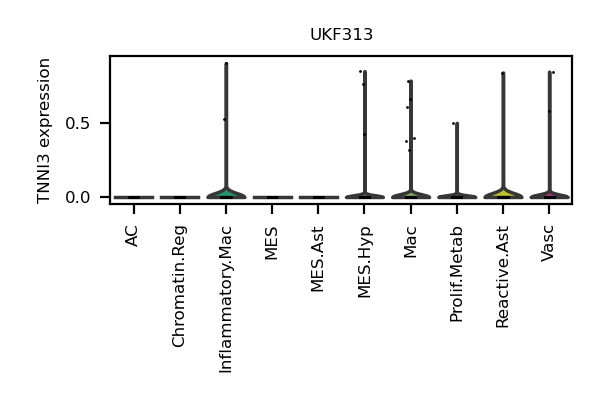 UKF313
TNNI3 expression
0.5
0.0
AC
Chromatin.Reg
Inflammatory.Mac
MES
MES.Ast
MES.Hyp
Mac
Prolif.Metab
Reactive.Ast
Vasc